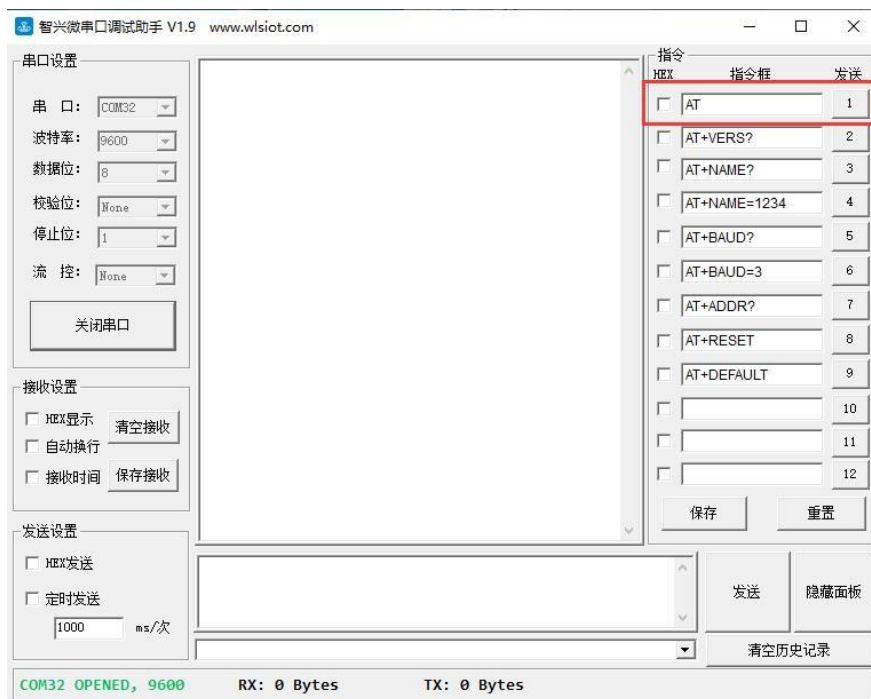 智兴微串口调试助手 V1.9 www.wlsiot.com
串口设置
串 口： COM32
波特率： 9600
数据位： 8
校验位： None
停止位： 1
流 控： None
关闭串口
接收设置
HEX显示
清空接收
自动换行
接收时间
保存接收
发送设置
HEX发送
定时发送
1000 ms/次
指令
HEX 指令框 发送
AT 1
AT+VERS? 2
AT+NAME? 3
AT+NAME=1234 4
AT+BAUD? 5
AT+BAUD=3 6
AT+ADDR? 7
AT+RESET 8
AT+DEFAULT 9
10
11
12
保存 重置
发送 隐藏面板
清空历史记录
COM32 OPENED, 9600 RX: 0 Bytes TX: 0 Bytes